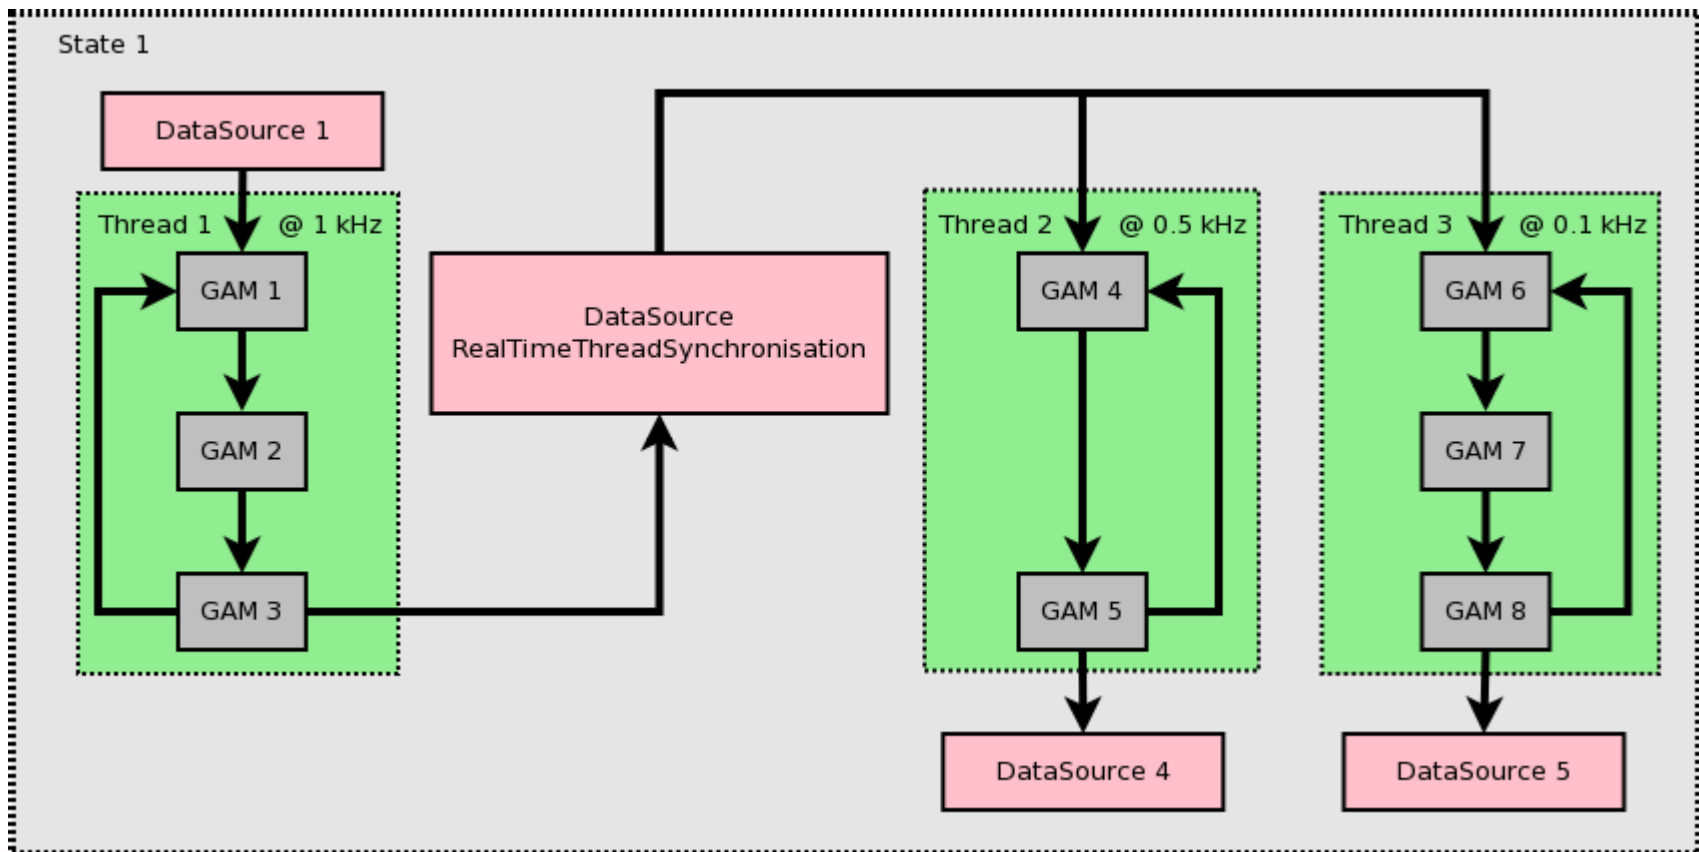 State 1
DataSource 1
Thread 1 @ 1 kHz
GAM 1
GAM 2
GAM 3
DataSource
RealTimeThreadSynchronisation
Thread 2 @ 0.5 kHz
GAM 4
GAM 5
DataSource 4
Thread 3 @ 0.1 kHz
GAM 6
GAM 7
GAM 8
DataSource 5